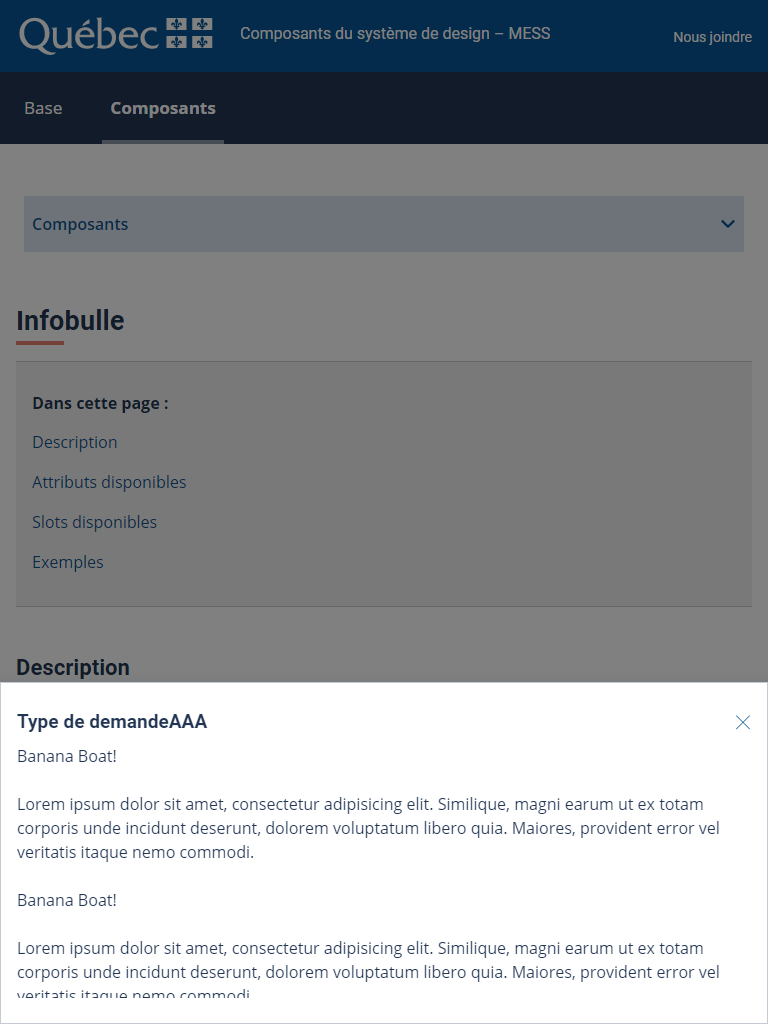 Québec
Composants du système de design – MESS
Nous joindre
Base
Composants
Composants
Infobulle
Dans cette page :
Description
Attributs disponibles
Slots disponibles
Exemples
Description
Type de demandeAAA
Banana Boat!
Lorem ipsum dolor sit amet, consectetur adipisicing elit. Similique, magni earum ut ex totam
corporis unde incidunt deserunt, dolorem voluptatum libero quia. Maiores, provident error vel
veritatis itaque nemo commodi.
Banana Boat!
Lorem ipsum dolor sit amet, consectetur adipisicing elit. Similique, magni earum ut ex totam
corporis unde incidunt deserunt, dolorem voluptatum libero quia. Maiores, provident error vel
veritatis itaque nemo commodi.